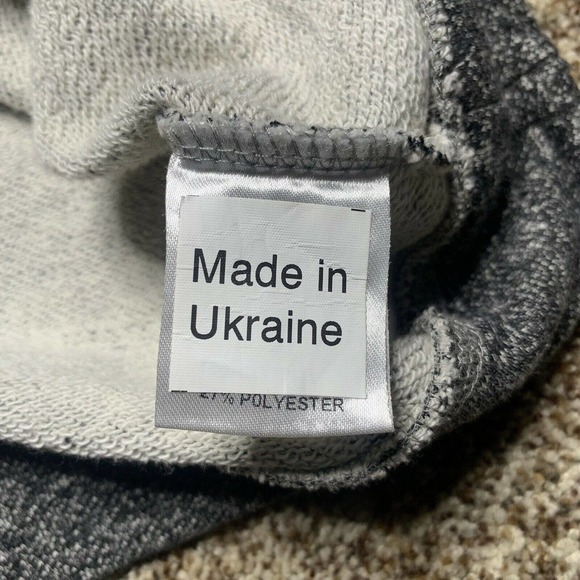 Made in
Ukraine
27% POLYESTER